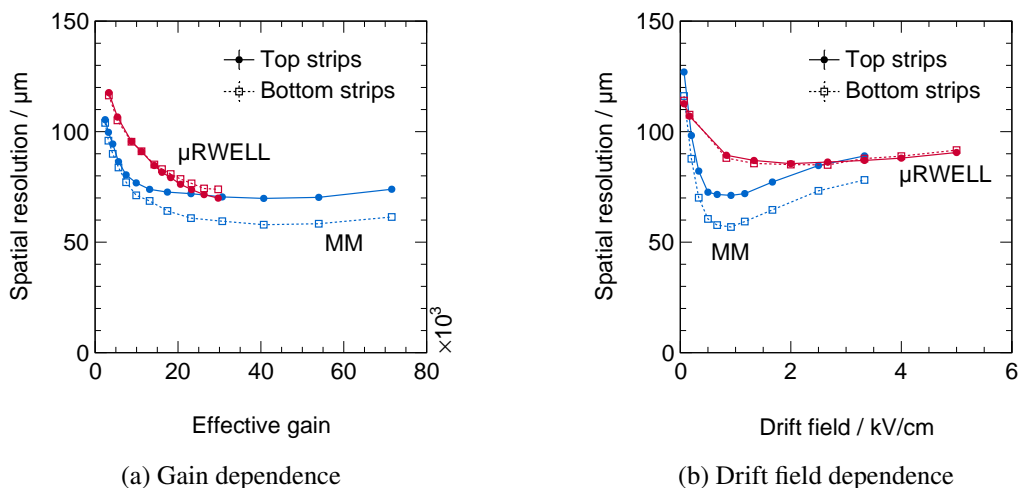 150
100
50
0
Spatial resolution / µm
Top strips
Bottom strips
µRWELL
MM
0 20 40 60 80
×10³
Effective gain
(a) Gain dependence
150
100
50
0
Spatial resolution / µm
Top strips
Bottom strips
µRWELL
MM
0 2 4 6
Drift field / kV/cm
(b) Drift field dependence